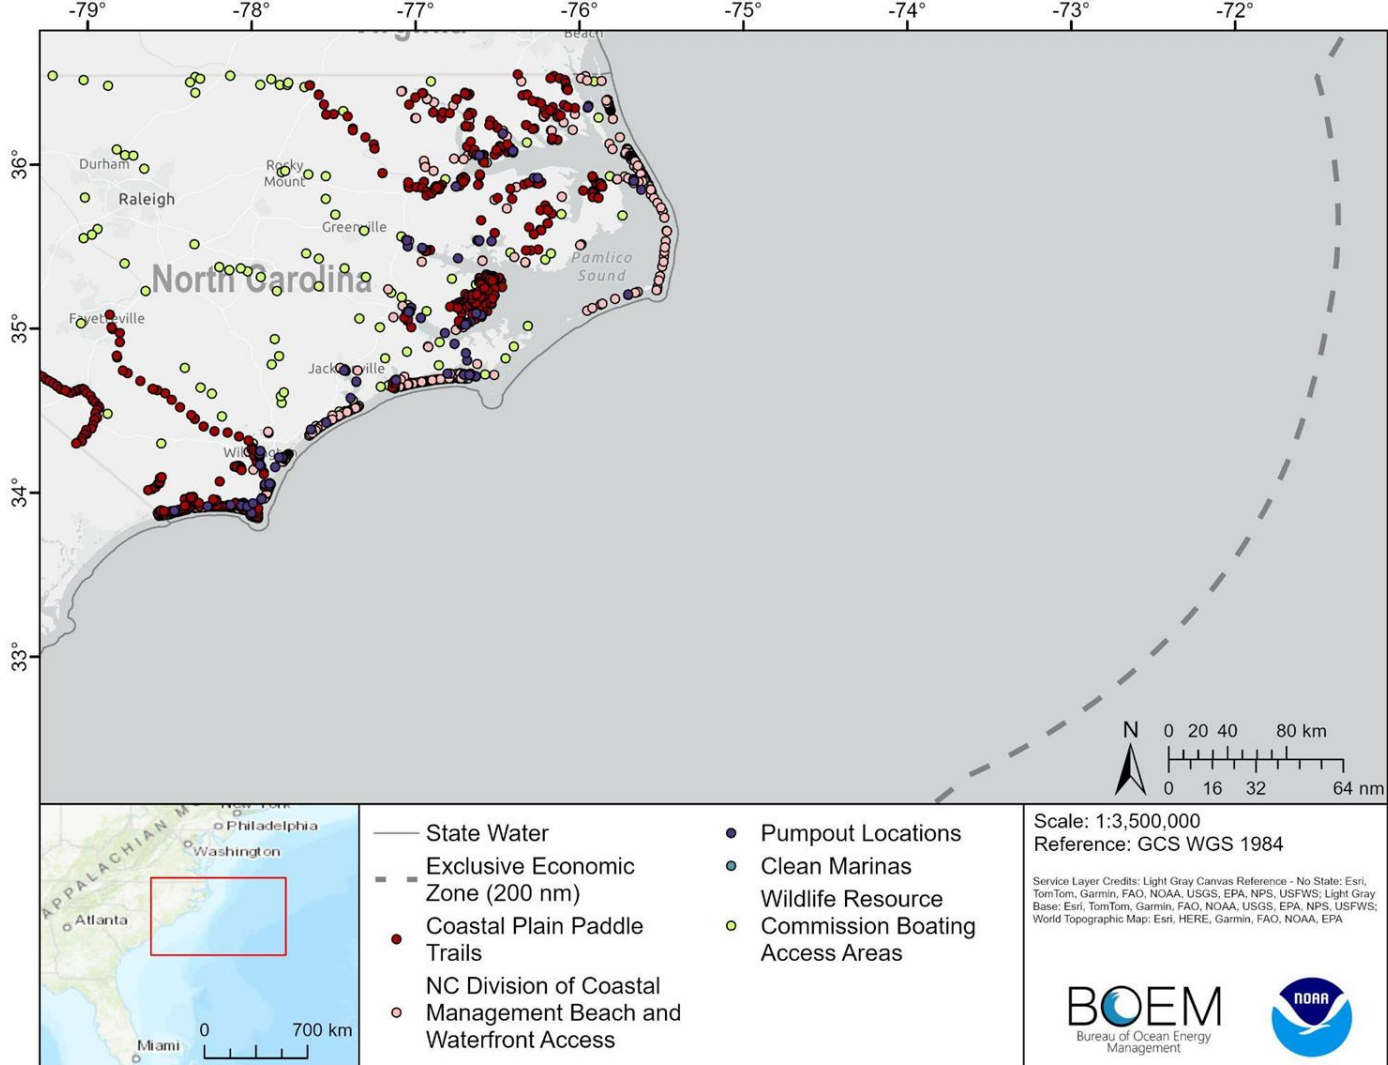 -79°
-78°
-77°
-76°
-75°
-74°
-73°
-72°
36°
35°
34°
33°
Virginia
Beach
Durham
Raleigh
Rocky
Mount
Greenville
North Carolina
Pamlico
Sound
Fayetteville
Jacksonville
Wilmington
N
0 20 40 80 km
0 16 32 64 nm
New York
Philadelphia
Washington
APPALACHIAN
Atlanta
Miami
0 700 km
State Water
Exclusive Economic
Zone (200 nm)
Coastal Plain Paddle
Trails
NC Division of Coastal
Management Beach and
Waterfront Access
Pumpout Locations
Clean Marinas
Wildlife Resource
Commission Boating
Access Areas
Scale: 1:3,500,000
Reference: GCS WGS 1984
Service Layer Credits: Light Gray Canvas Reference - No State: Esri,
TomTom, Garmin, FAO, NOAA, USGS, EPA, NPS, USFWS; Light Gray
Base: Esri, TomTom, Garmin, FAO, NOAA, USGS, EPA, NPS, USFWS;
World Topographic Map: Esri, HERE, Garmin, FAO, NOAA, EPA
BOEM
Bureau of Ocean Energy
Management
NOAA